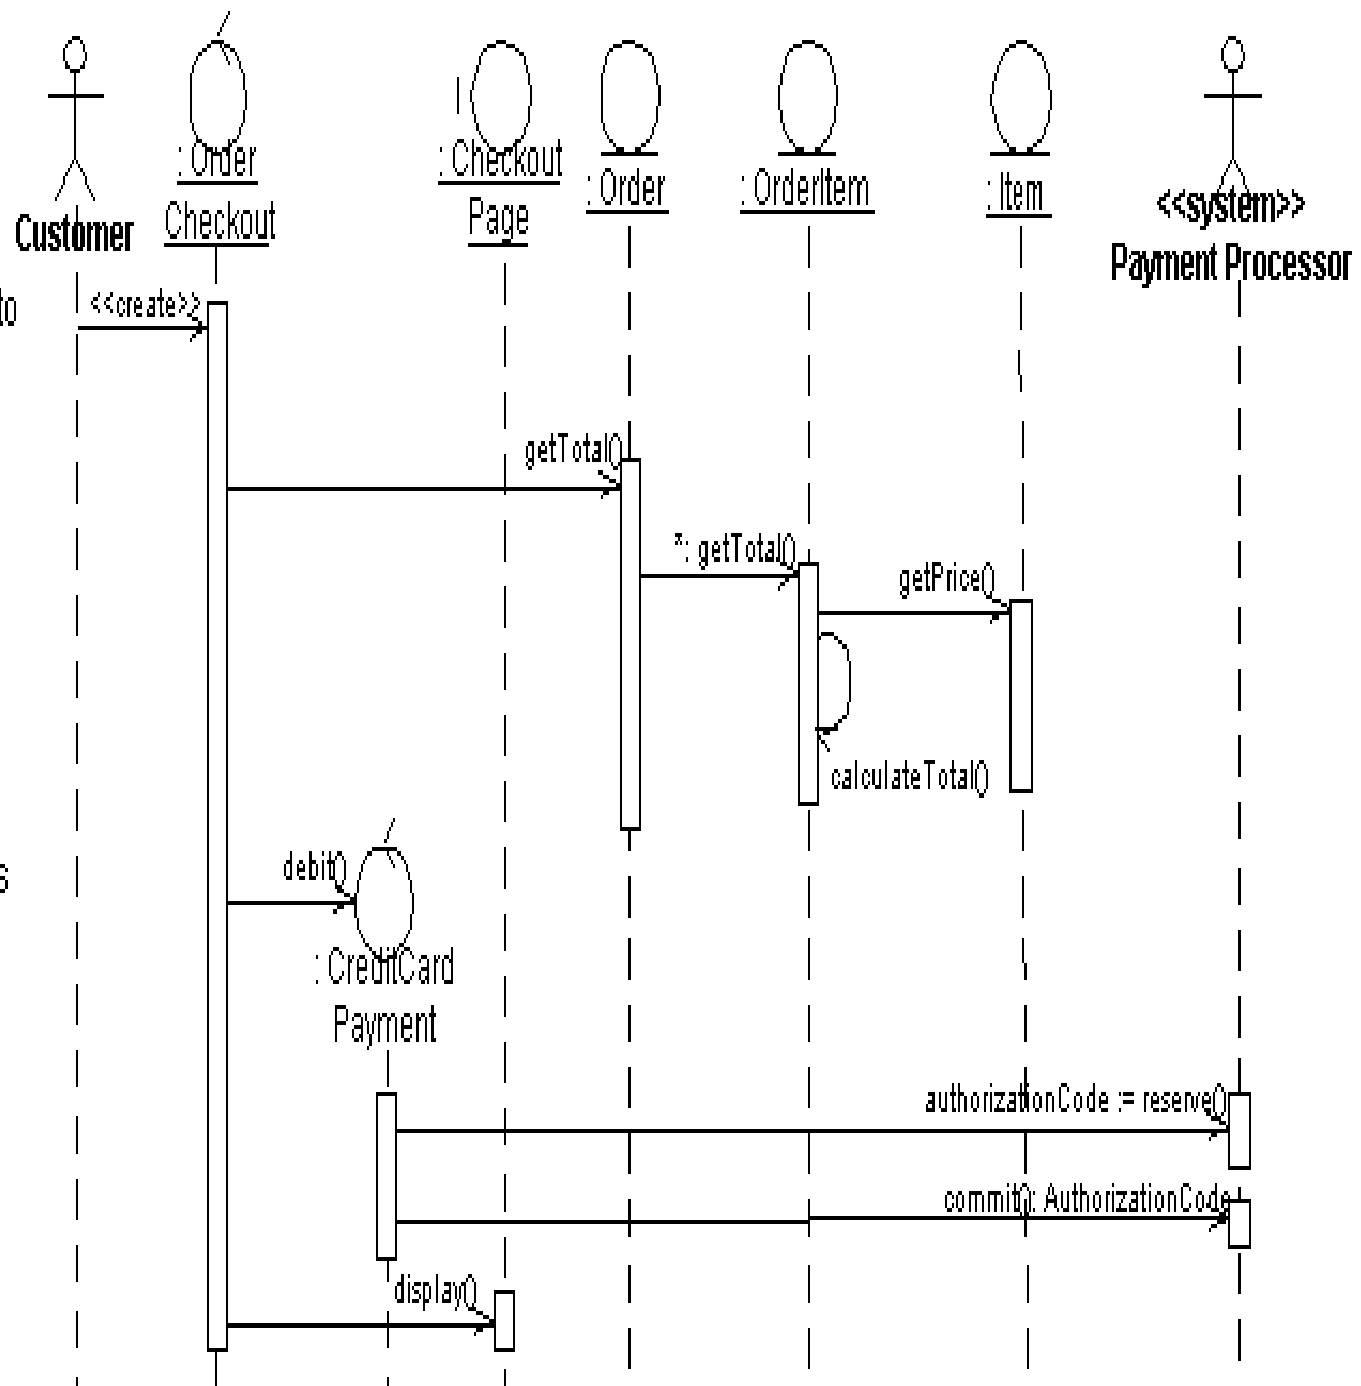 : Order
Checkout
: Checkout
Page
: Order
: OrderItem
: Item
<<system>>
Payment Processor
Customer
to
<<create>>
getTotal()
*: getTotal()
getPrice()
calculateTotal()
s
debit()
: CreditCard
Payment
authorizationCode := reserve()
commit(): AuthorizationCode
display()